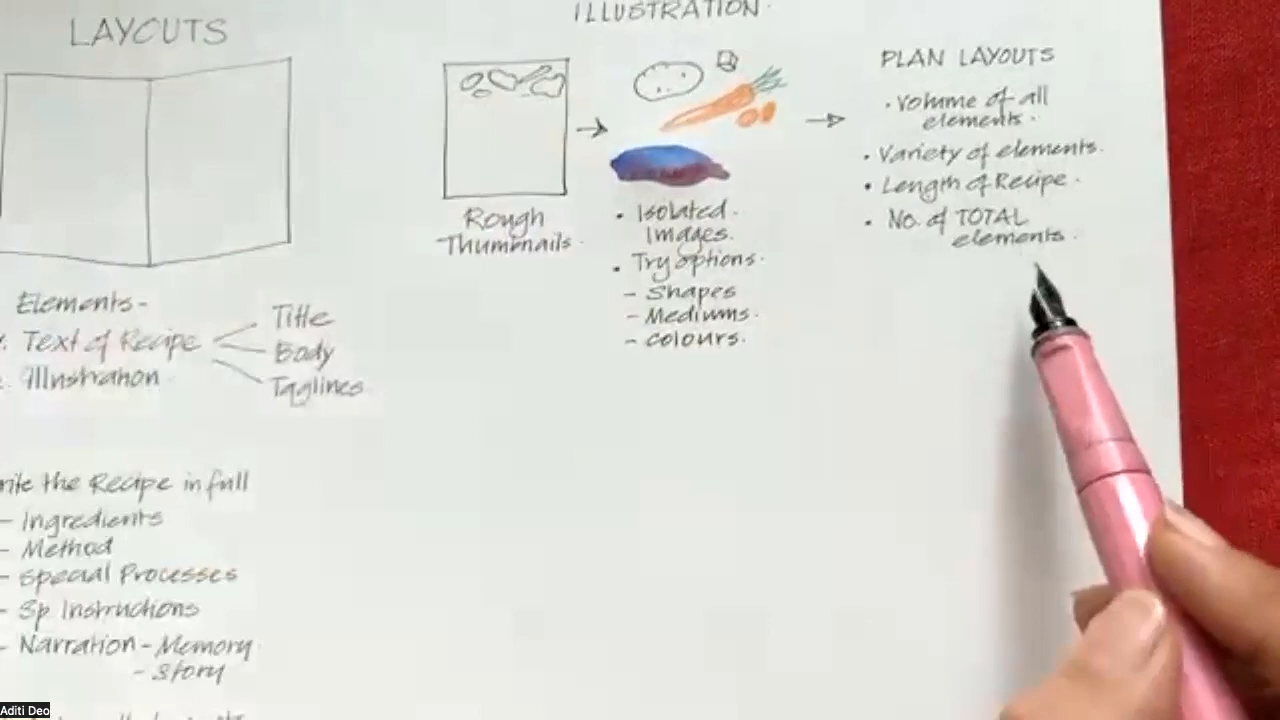 LAYOUTS
Elements-
Text of Recipe
Title
Body
Taglines
Illustration
the Recipe in full
- Ingredients
- Method
- Special Processes
- Sp Instructions
- Narration - Memory
- Story
ILLUSTRATION
Rough
Thumbnails.
• Isolated
Images.
• Try options.
- Shapes
- Mediums.
- colours.
PLAN LAYOUTS
• Volume of all
elements.
• Variety of elements.
• Length of Recipe.
• No. of TOTAL
elements.
Aditi Deo